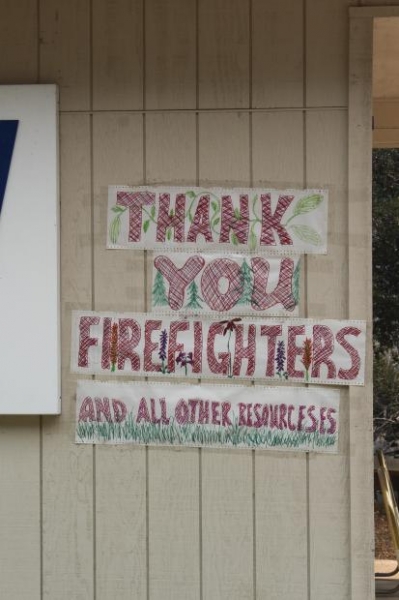 THANK
YOU
FIREFIGHTERS
AND ALL OTHER RESOURCESES